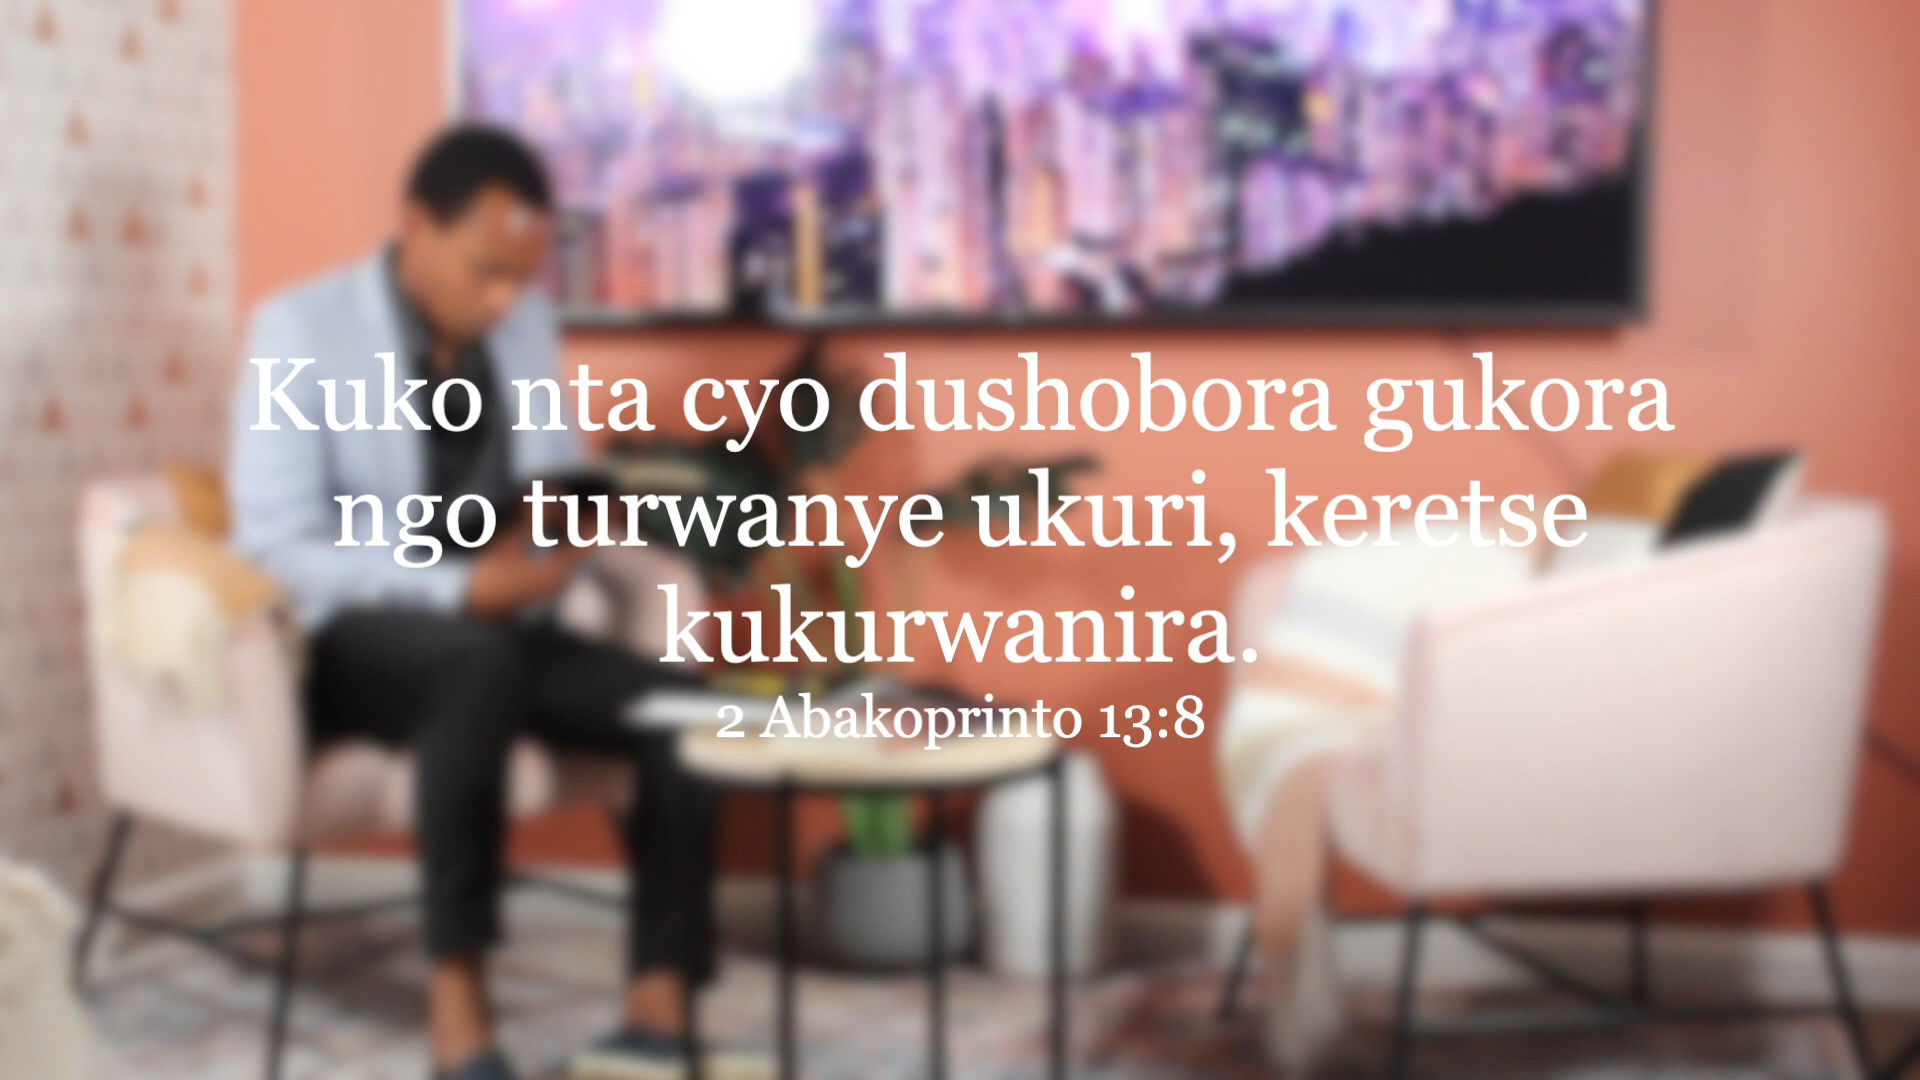 Kuko nta cyo dushobora gukora
ngo turwanye ukuri, keretse
kukurwanira.
2 Abakoprinto 13:8